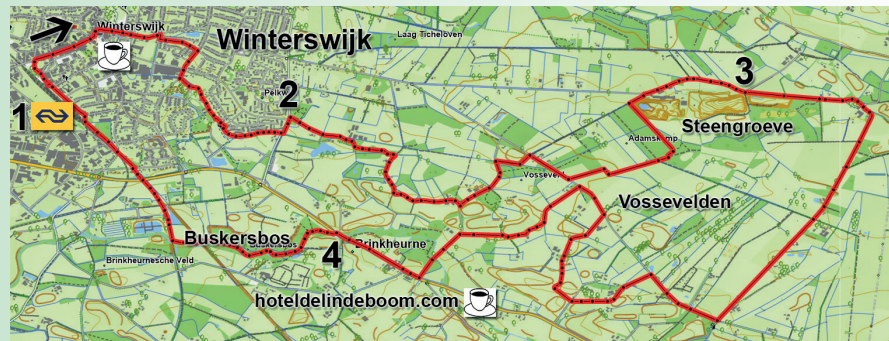 Winterswijk
Winterswijk
Laag Ticheloven
Pelkw
2
3
1
Steengroeve
Adamskamp
Vosseveld
Vossevelden
Buskersbos
Buskersbos
Brinkheurne
4
Brinkheurnesche Veld
hoteldelindeboom.com